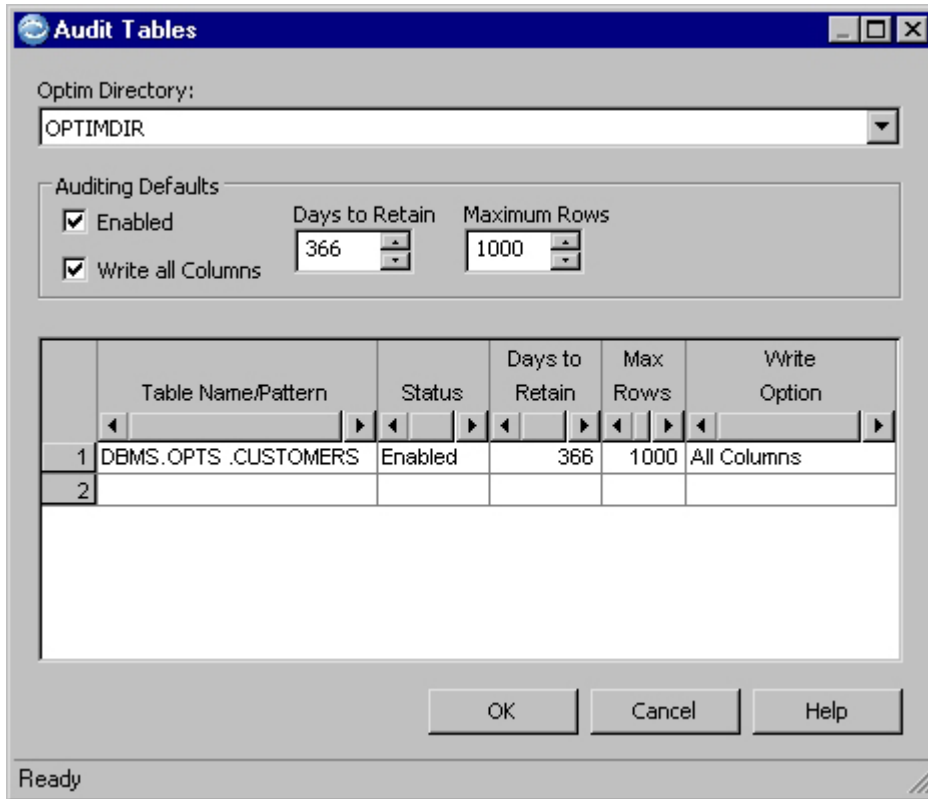 Audit Tables
Optim Directory:
OPTIMDIR
Auditing Defaults
Enabled
Days to Retain
Maximum Rows
366
1000
Write all Columns
Table Name/Pattern
Status
Days to
Retain
Max
Rows
Write
Option
1 DBMS.OPTS .CUSTOMERS Enabled 366 1000 All Columns
2
OK Cancel Help
Ready